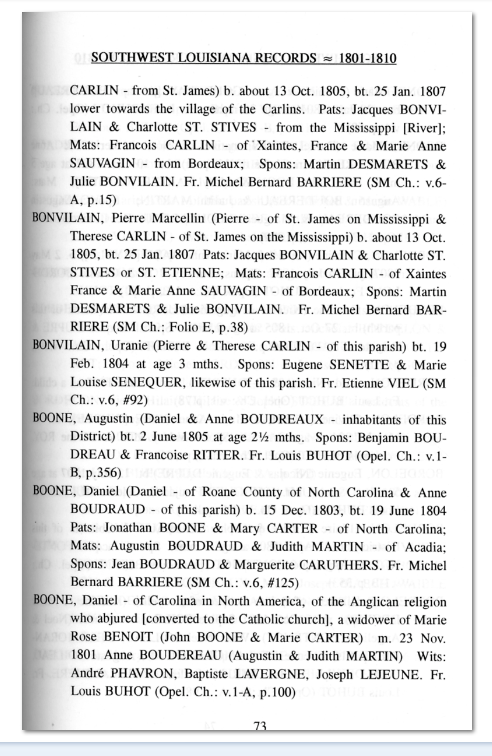 SOUTHWEST LOUISIANA RECORDS ≈ 1801-1810
CARLIN - from St. James) b. about 13 Oct. 1805, bt. 25 Jan. 1807
lower towards the village of the Carlins. Pats: Jacques BONVI-
LAIN & Charlotte ST. STIVES - from the Mississippi [River];
Mats: Francois CARLIN - of Xaintes, France & Marie Anne
SAUVAGIN - from Bordeaux; Spons: Martin DESMARETS &
Julie BONVILAIN. Fr. Michel Bernard BARRIERE (SM Ch.: v.6-
A, p.15)
BONVILAIN, Pierre Marcellin (Pierre - of St. James on Mississippi &
Therese CARLIN - of St. James on the Mississippi) b. about 13 Oct.
1805, bt. 25 Jan. 1807 Pats: Jacques BONVILAIN & Charlotte ST.
STIVES or ST. ETIENNE; Mats: Francois CARLIN - of Xaintes
France & Marie Anne SAUVAGIN - of Bordeaux; Spons: Martin
DESMARETS & Julie BONVILAIN. Fr. Michel Bernard BAR-
RIERE (SM Ch.: Folio E, p.38)
BONVILAIN, Uranie (Pierre & Therese CARLIN - of this parish) bt. 19
Feb. 1804 at age 3 mths. Spons: Eugene SENETTE & Marie
Louise SENEQUER, likewise of this parish. Fr. Etienne VIEL (SM
Ch.: v.6, #92)
BOONE, Augustin (Daniel & Anne BOUDREAUX - inhabitants of this
District) bt. 2 June 1805 at age 2½ mths. Spons: Benjamin BOU-
DREAU & Francoise RITTER. Fr. Louis BUHOT (Opel. Ch.: v.1-
B, p.356)
BOONE, Daniel (Daniel - of Roane County of North Carolina & Anne
BOUDRAUD - of this parish) b. 15 Dec. 1803, bt. 19 June 1804
Pats: Jonathan BOONE & Mary CARTER - of North Carolina;
Mats: Augustin BOUDRAUD & Judith MARTIN - of Acadia;
Spons: Jean BOUDRAUD & Marguerite CARUTHERS. Fr. Michel
Bernard BARRIERE (SM Ch.: v.6, #125)
BOONE, Daniel - of Carolina in North America, of the Anglican religion
who abjured [converted to the Catholic church], a widower of Marie
Rose BENOIT (John BOONE & Marie CARTER) m. 23 Nov.
1801 Anne BOUDEREAU (Augustin & Judith MARTIN) Wits:
André PHAVRON, Baptiste LAVERGNE, Joseph LEJEUNE. Fr.
Louis BUHOT (Opel. Ch.: v.1-A, p.100)
73